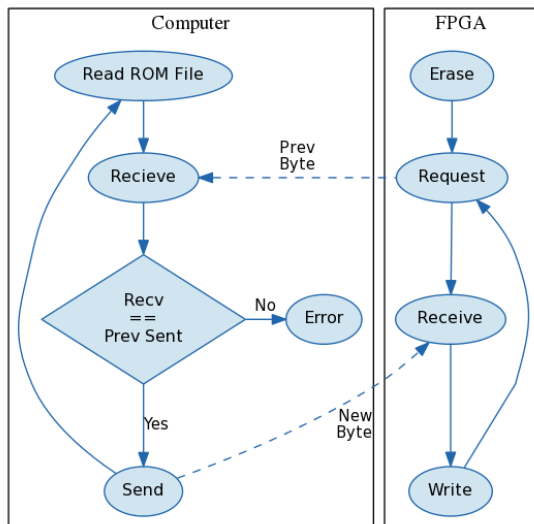 Computer
FPGA
Read ROM File
Erase
Prev
Byte
Recieve
Request
Recv
==
Prev Sent
No
Error
Receive
Yes
New
Byte
Send
Write